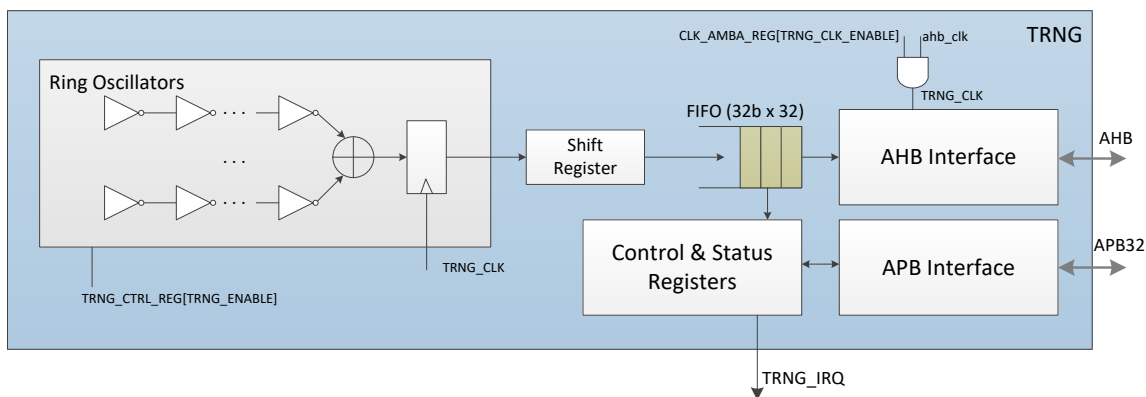 CLK_AMBA_REG[TRNG_CLK_ENABLE]
ahb_clk
TRNG
Ring Oscillators
TRNG_CLK
FIFO (32b x 32)
. . .
. . .
. . .
Shift
Register
AHB Interface
AHB
TRNG_CLK
Control & Status
Registers
APB Interface
APB32
TRNG_CTRL_REG[TRNG_ENABLE]
TRNG_IRQ